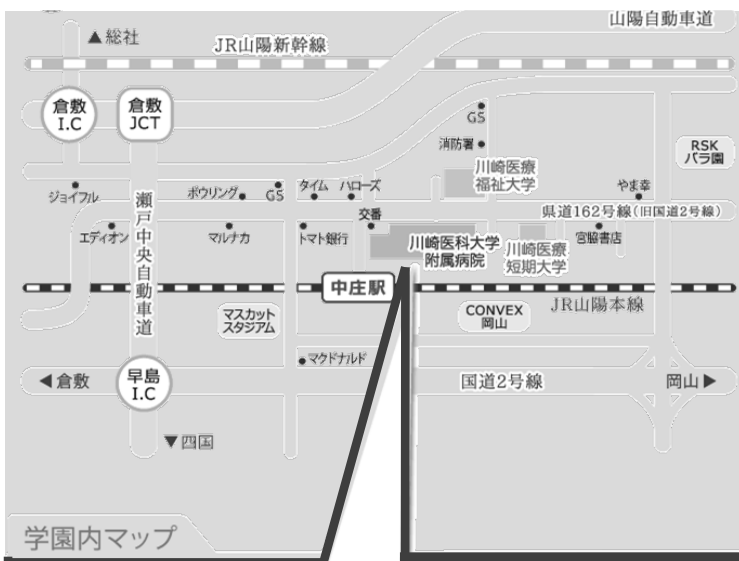 山陽自動車道
▲総社
JR山陽新幹線
倉敷
I.C
倉敷
JCT
GS
消防署
RSK
バラ園
川崎医療
福祉大学
ジョイフル
ボウリング
GS
タイム
ハローズ
やま幸
瀬戸中央自動車道
交番
県道162号線(旧国道2号線)
エディオン
マルナカ
トマト銀行
川崎医科大学
附属病院
川崎医療
短期大学
宮脇書店
中庄駅
マスカット
スタジアム
CONVEX
岡山
JR山陽本線
マクドナルド
◀倉敷
早島
I.C
国道2号線
岡山▶
▼四国
学園内マップ